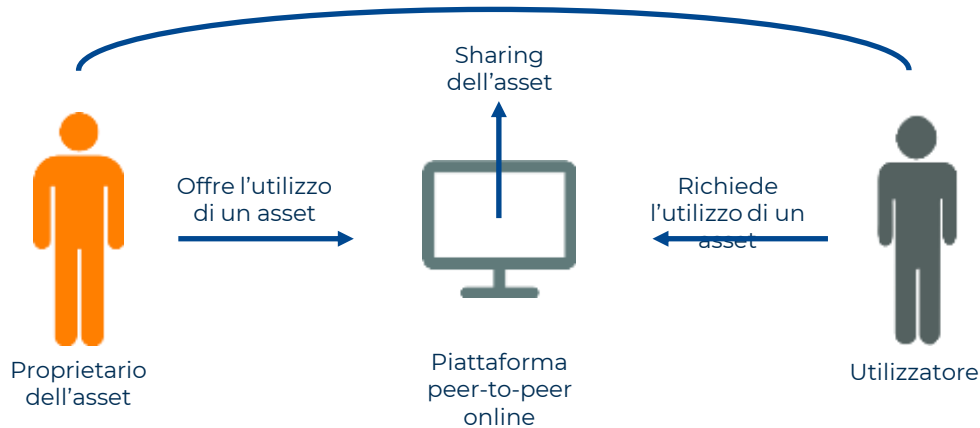 Sharing
dell’asset
Offre l’utilizzo
di un asset
Richiede
l’utilizzo di un
asset
Proprietario
dell’asset
Piattaforma
peer-to-peer
online
Utilizzatore